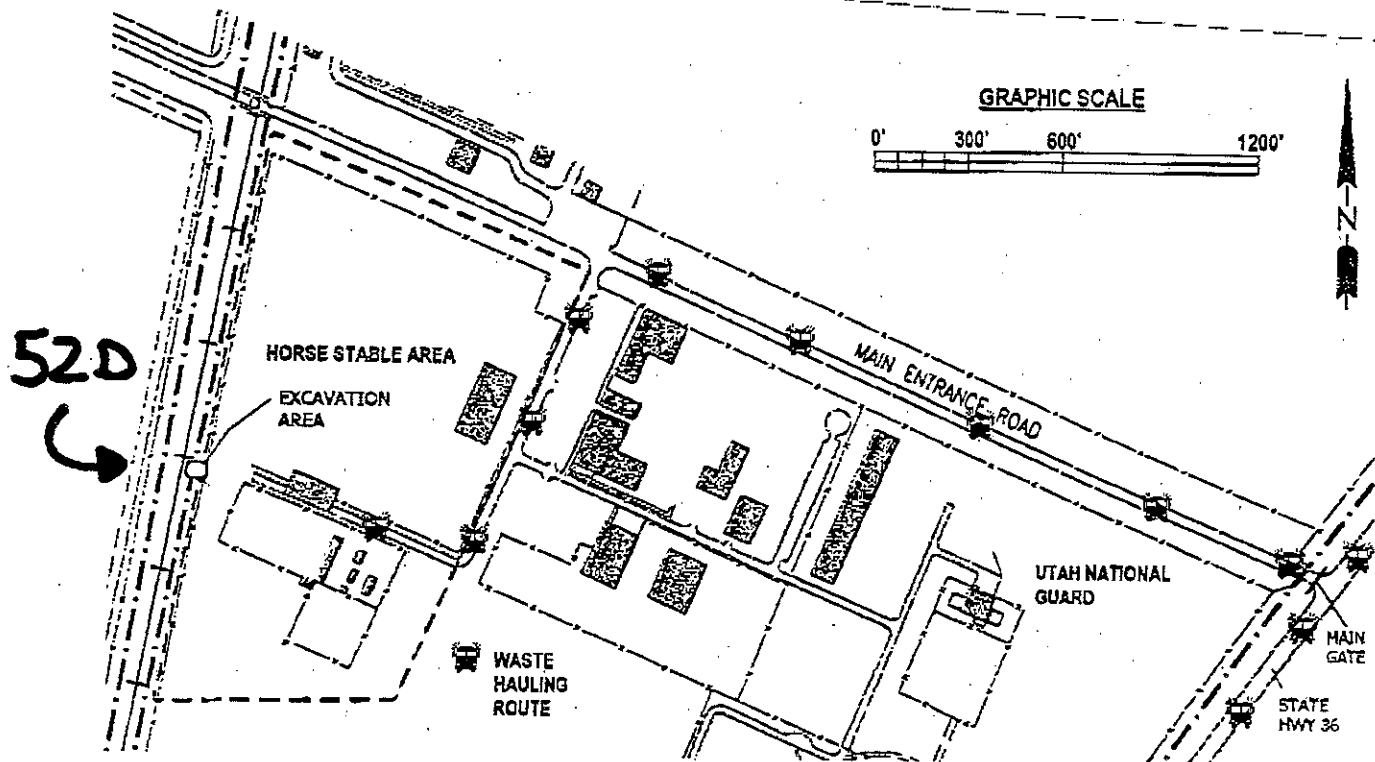 GRAPHIC SCALE
0' 300' 600' 1200'
N
MAIN ENTRANCE ROAD
52D
HORSE STABLE AREA
EXCAVATION
AREA
UTAH NATIONAL
GUARD
MAIN
GATE
WASTE
HAULING
ROUTE
STATE
HWY 36